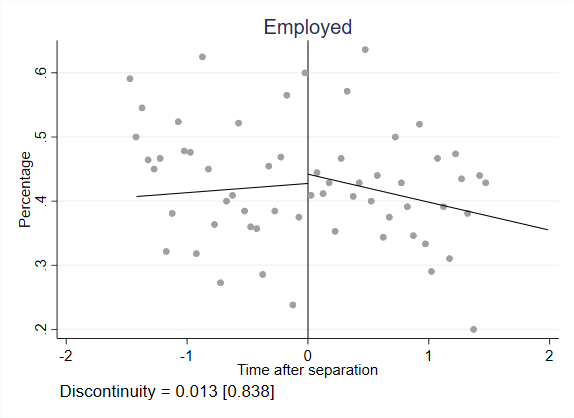 Employed
Percentage
.6
.5
.4
.3
.2
-2 -1 0 1 2
Time after separation
Discontinuity = 0.013 [0.838]